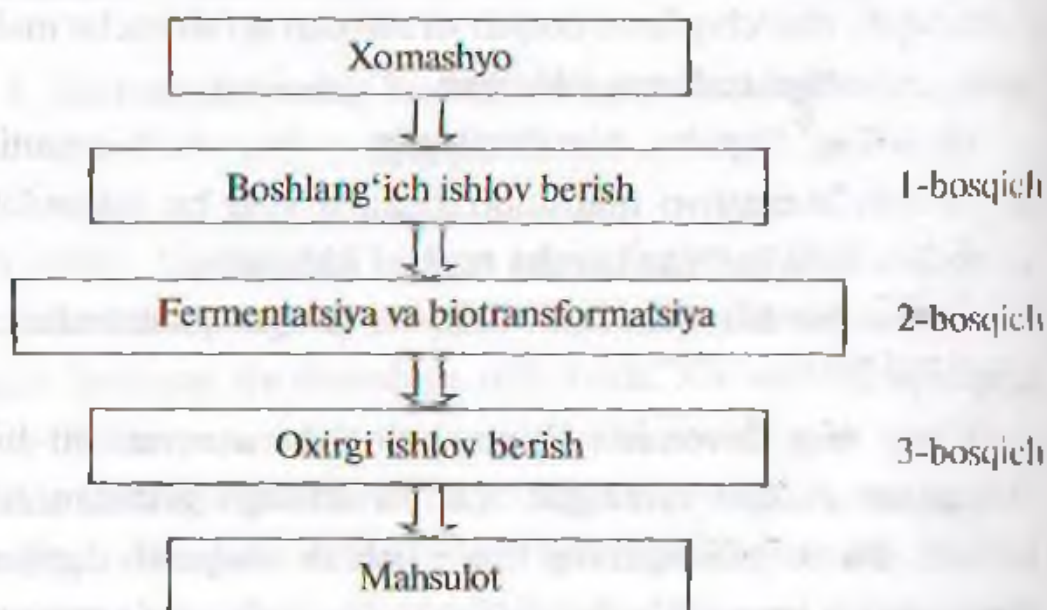 Xomashyo
Boshlang‘ich ishlov berish 1-bosqich
Fermentatsiya va biotransformatsiya 2-bosqich
Oxirgi ishlov berish 3-bosqich
Mahsulot